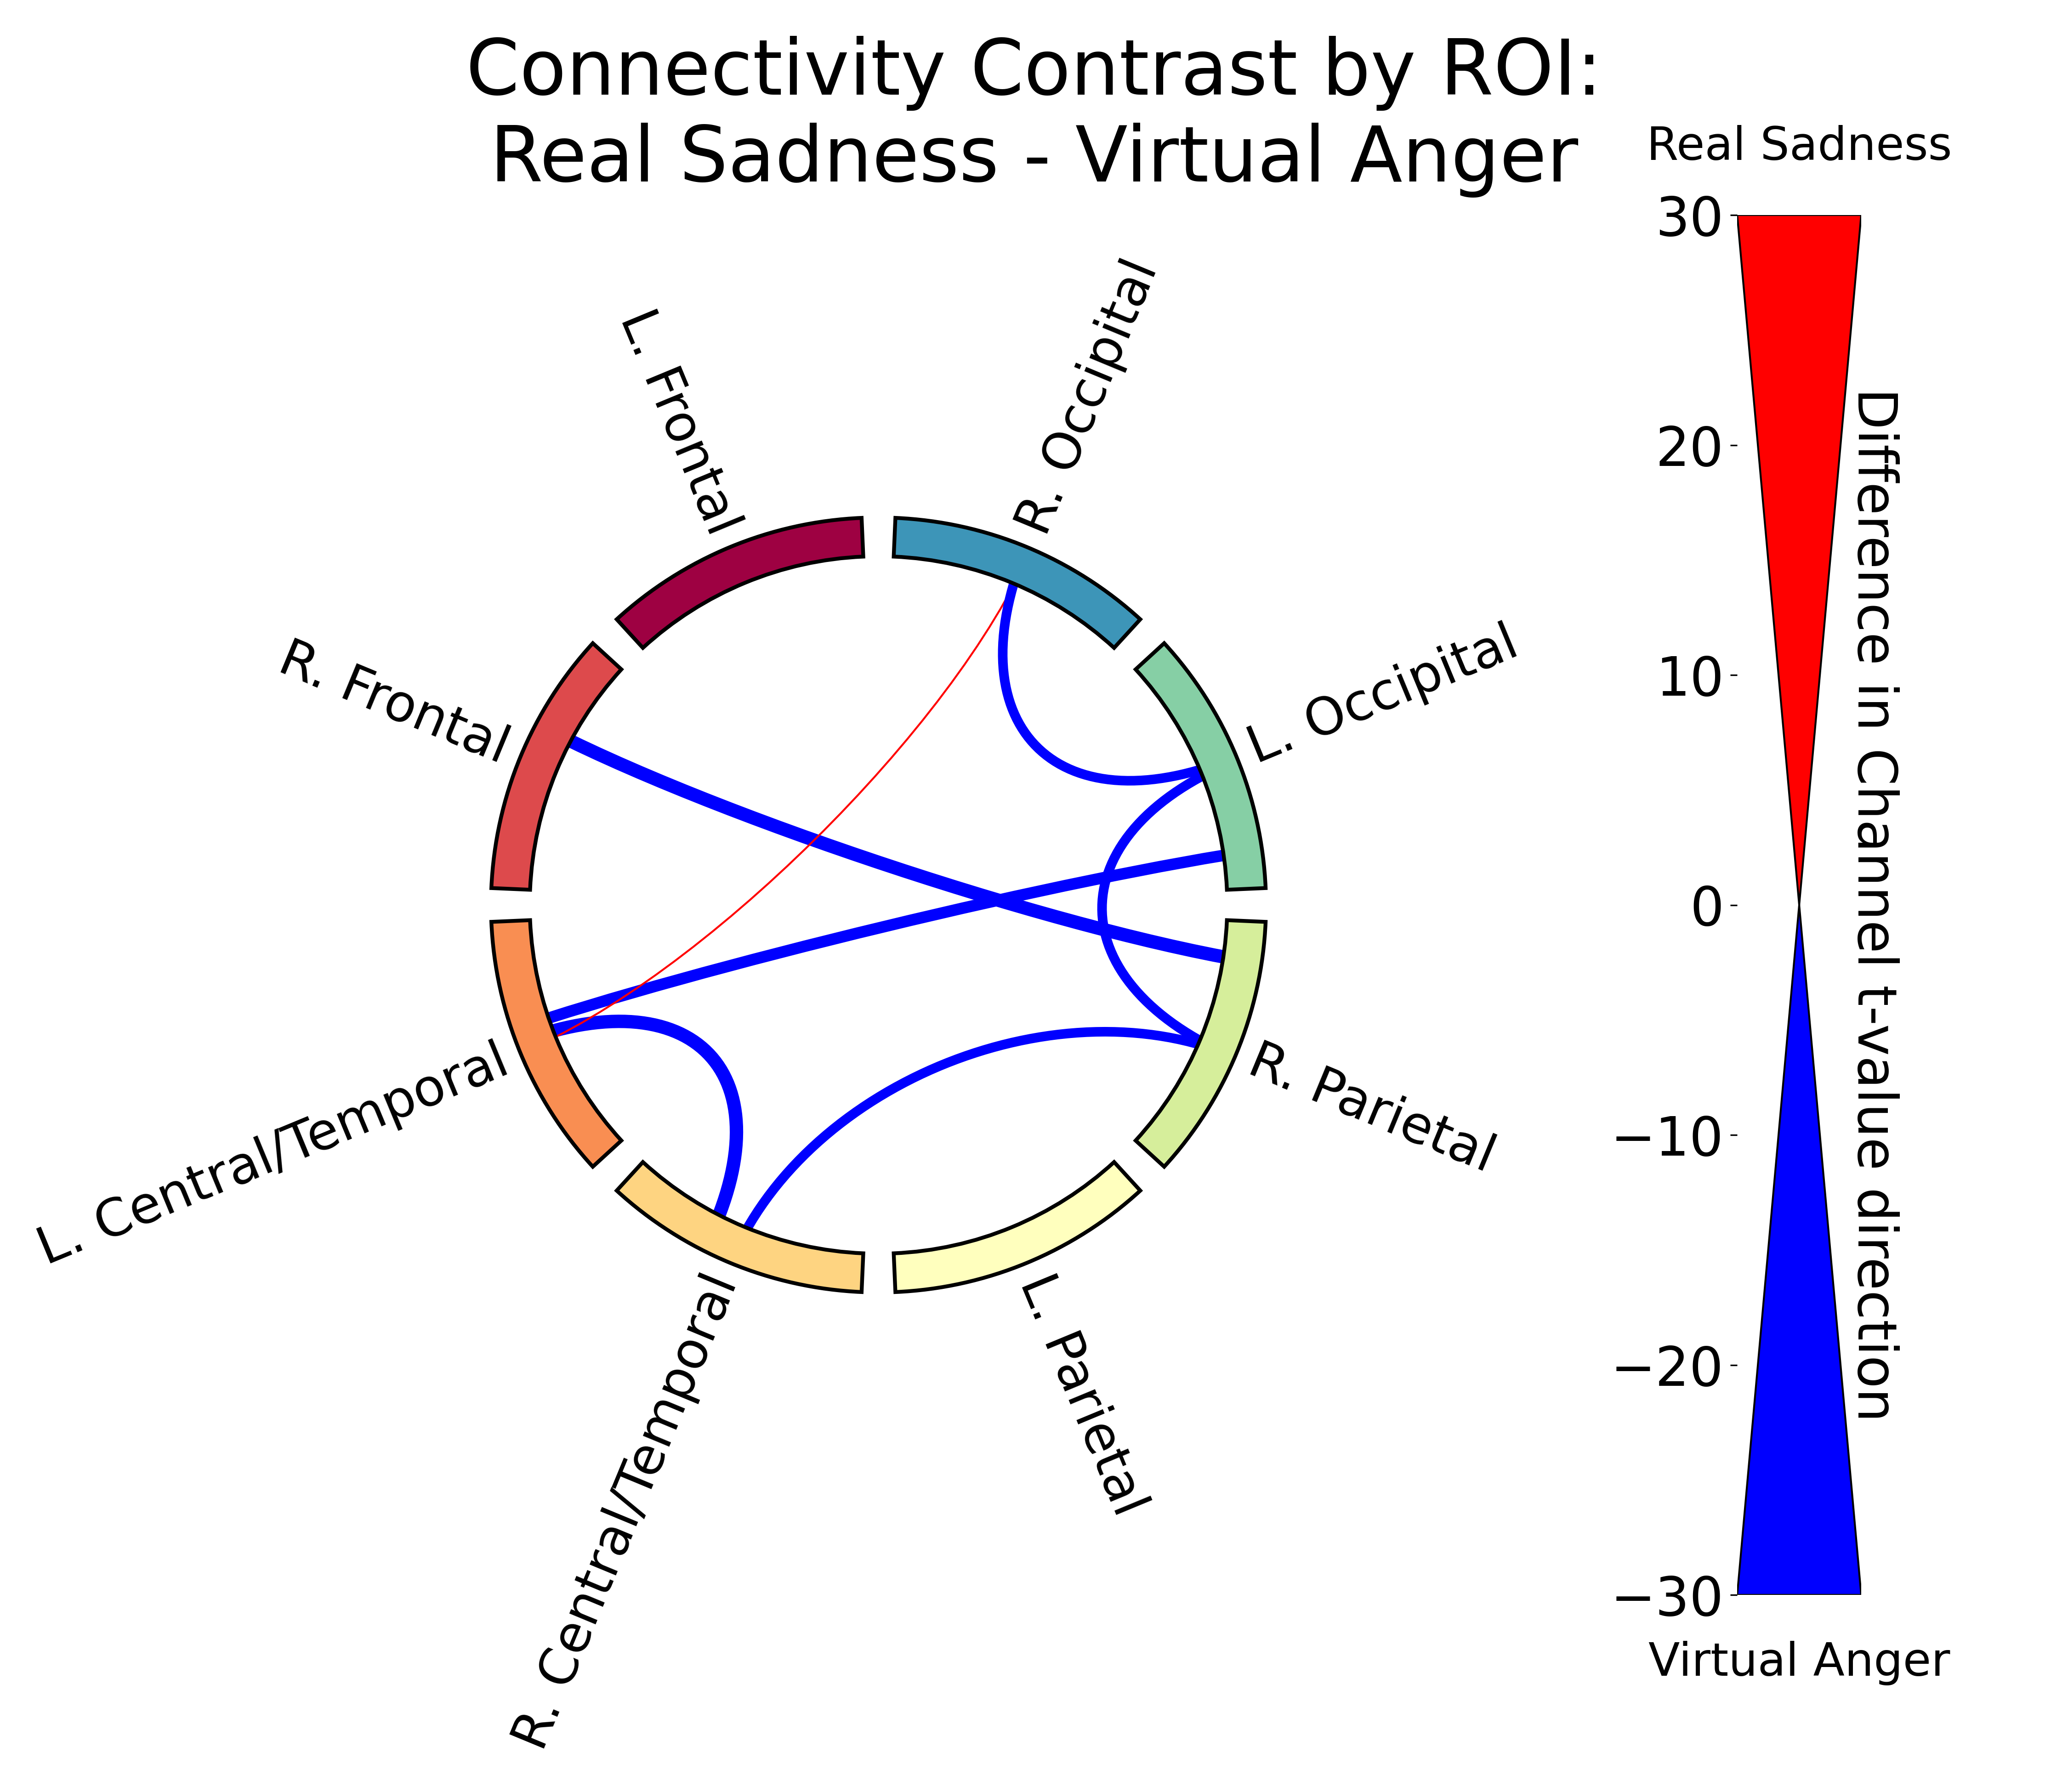 Connectivity Contrast by ROI:
Real Sadness - Virtual Anger
Real Sadness
30
20
10
0
−10
−20
−30
Virtual Anger
Difference in Channel t-value direction
R. Occipital
L. Frontal
L. Occipital
R. Frontal
R. Parietal
L. Central/Temporal
L. Parietal
R. Central/Temporal